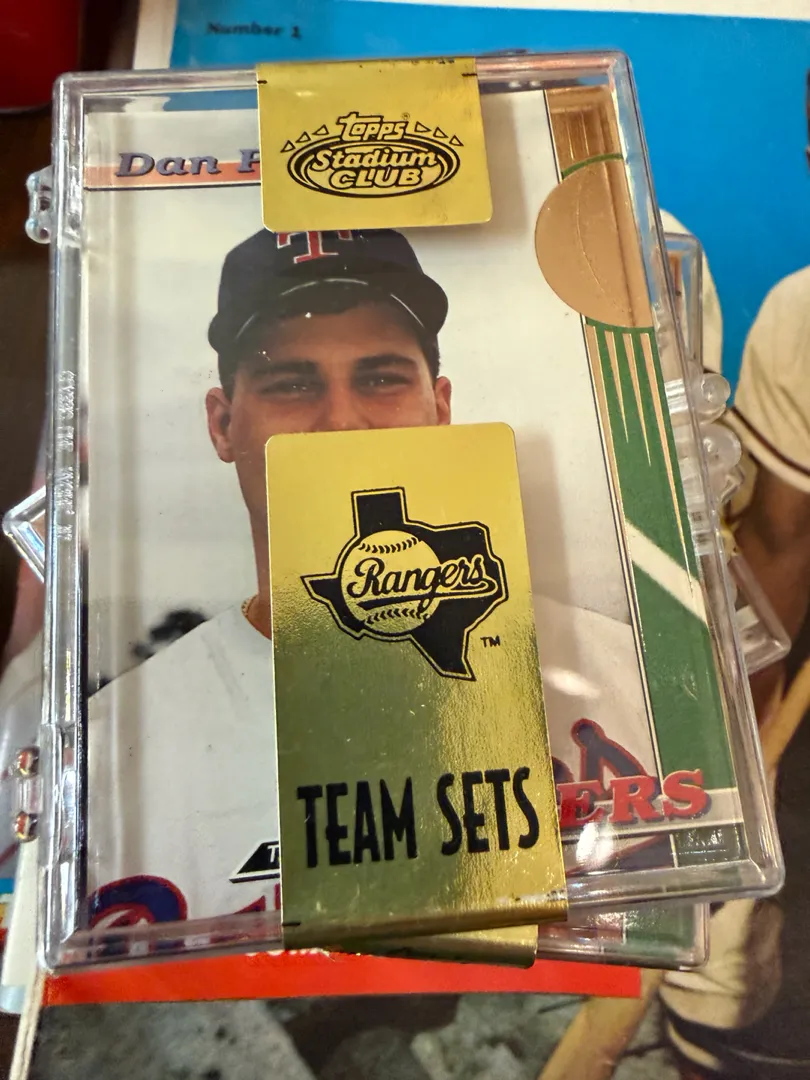 Number 1
Topps®
Stadium
CLUB
Dan
T
Rangers
TM
TEAM SETS
ERS